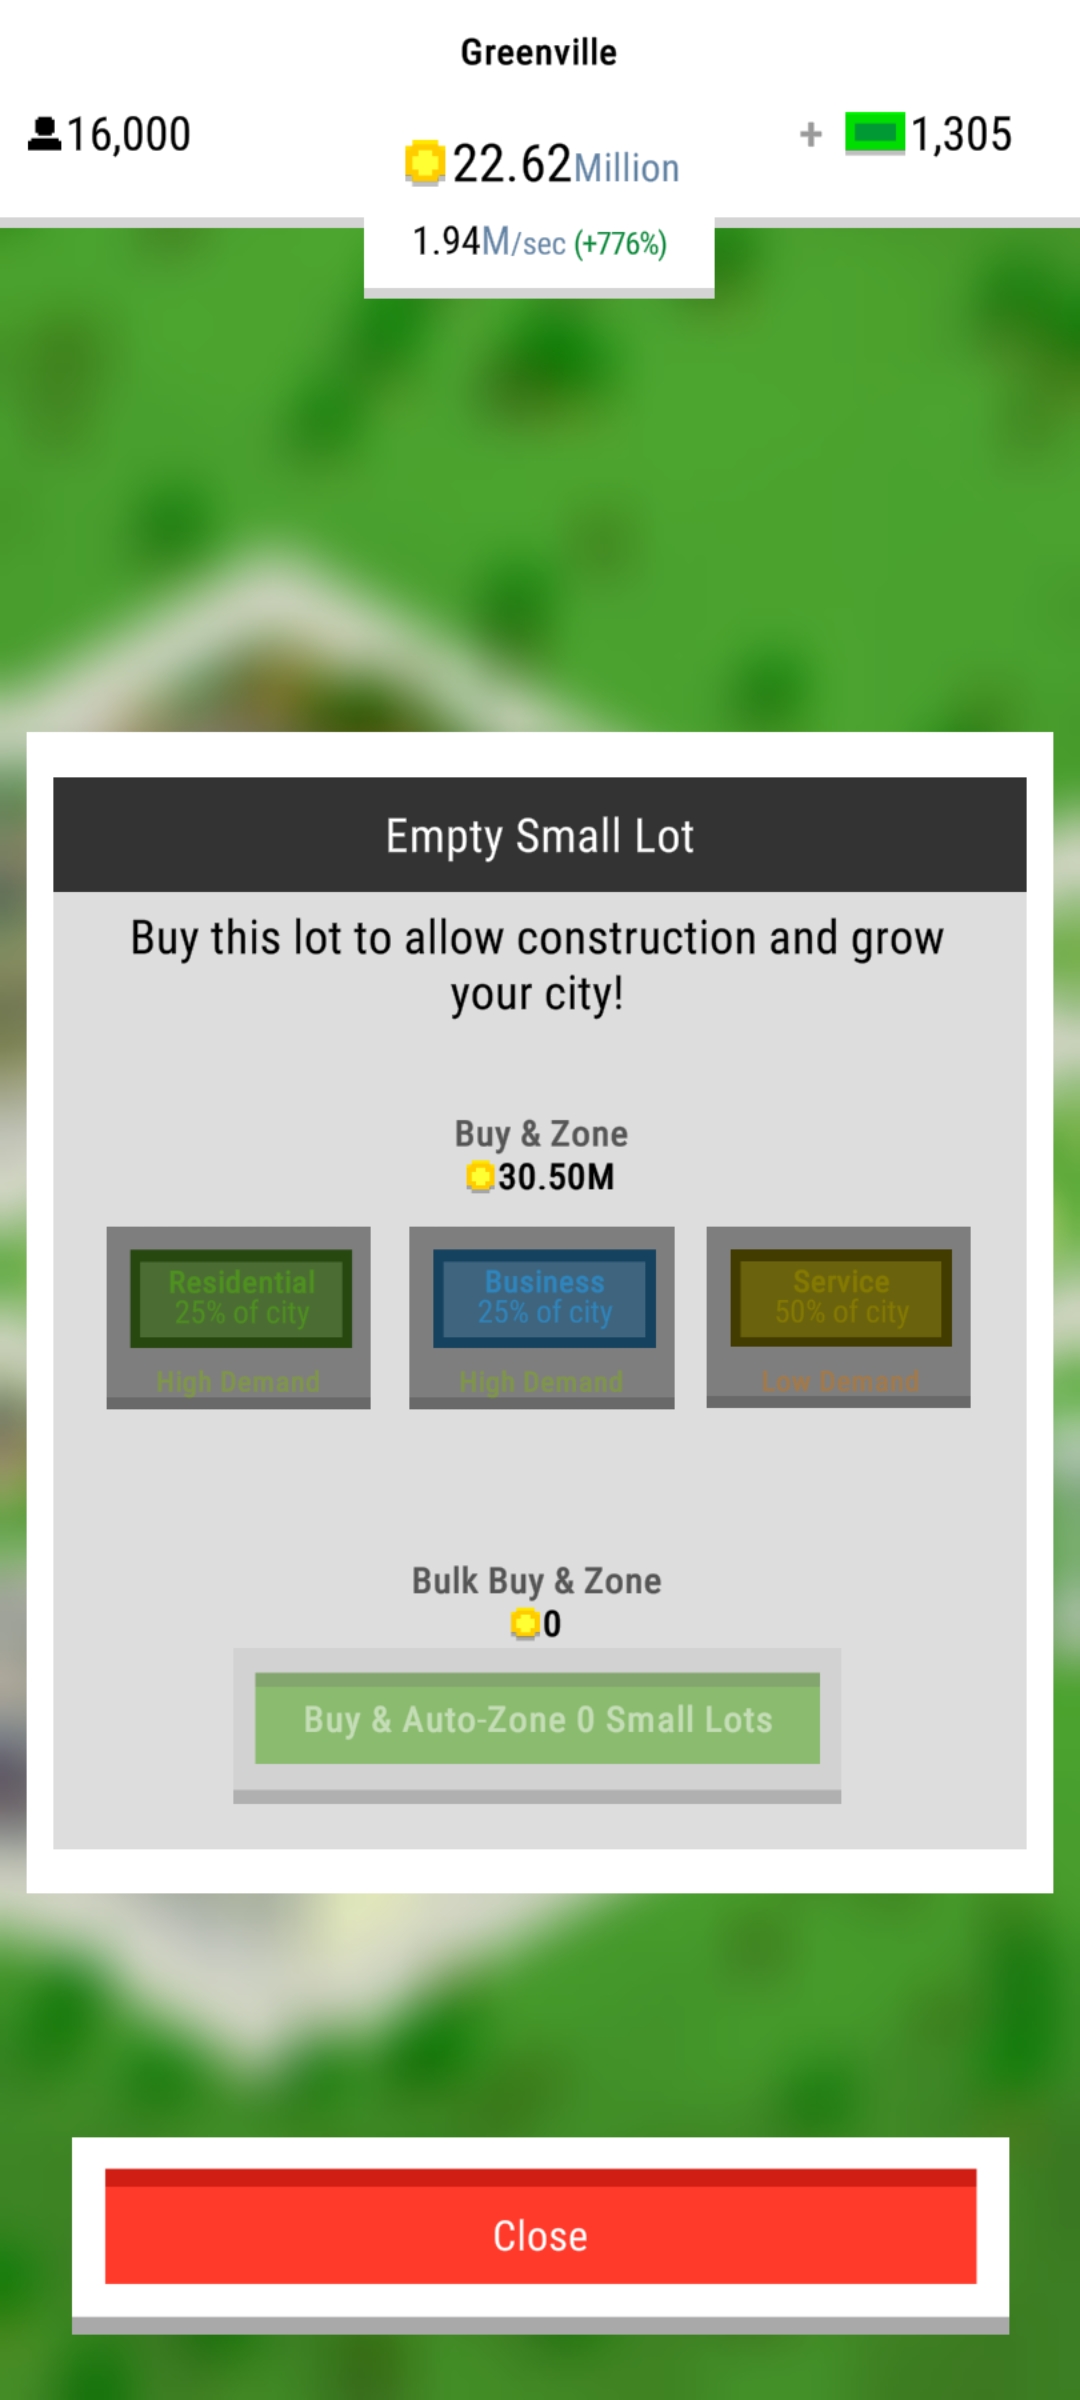 Greenville
16,000
22.62Million
+ 1,305
1.94M/sec (+776%)
Empty Small Lot
Buy this lot to allow construction and grow
your city!
Buy & Zone
30.50M
Residential
25% of city
High Demand
Business
25% of city
High Demand
Service
50% of city
Low Demand
Bulk Buy & Zone
0
Buy & Auto-Zone 0 Small Lots
Close